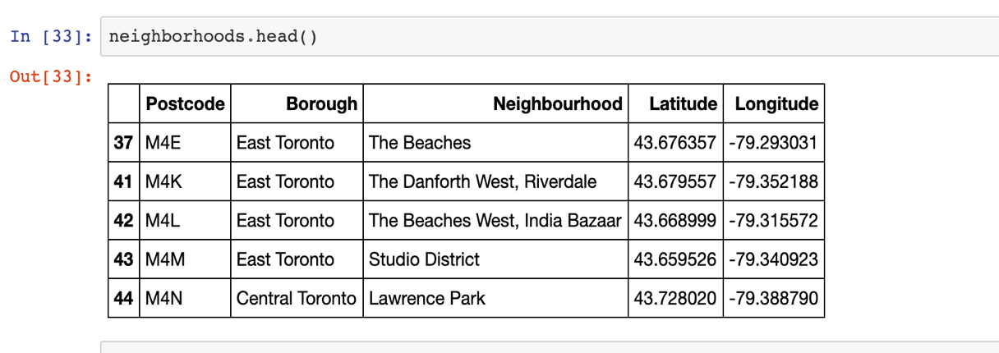 In [33]: neighborhoods.head()
Out[33]:
Postcode Borough Neighbourhood Latitude Longitude
37 M4E East Toronto The Beaches 43.676357 -79.293031
41 M4K East Toronto The Danforth West, Riverdale 43.679557 -79.352188
42 M4L East Toronto The Beaches West, India Bazaar 43.668999 -79.315572
43 M4M East Toronto Studio District 43.659526 -79.340923
44 M4N Central Toronto Lawrence Park 43.728020 -79.388790